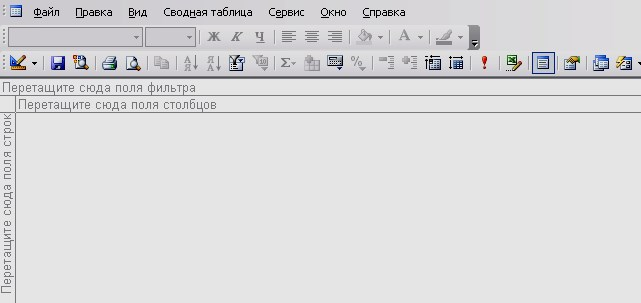 Файл Правка Вид Сводная таблица Сервис Окно Справка
Ж К Ч A
Перетащите сюда поля фильтра
Перетащите сюда поля столбцов
Перетащите сюда поля строк